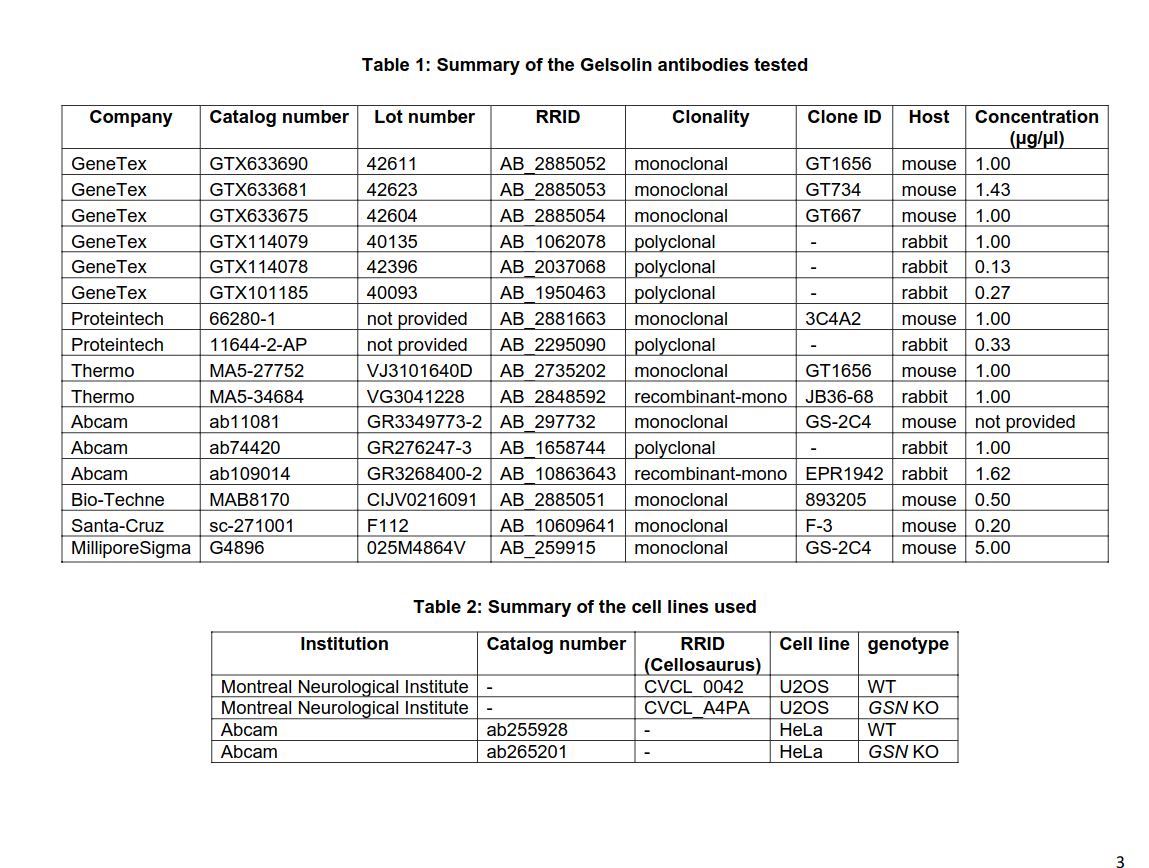 Table 1: Summary of the Gelsolin antibodies tested
Company Catalog number Lot number RRID Clonality Clone ID Host Concentration (µg/µl)
GeneTex GTX633690 42611 AB_2885052 monoclonal GT1656 mouse 1.00
GeneTex GTX633681 42623 AB_2885053 monoclonal GT734 mouse 1.43
GeneTex GTX633675 42604 AB_2885054 monoclonal GT667 mouse 1.00
GeneTex GTX114079 40135 AB_1062078 polyclonal - rabbit 1.00
GeneTex GTX114078 42396 AB_2037068 polyclonal - rabbit 0.13
GeneTex GTX101185 40093 AB_1950463 polyclonal - rabbit 0.27
Proteintech 66280-1 not provided AB_2881663 monoclonal 3C4A2 mouse 1.00
Proteintech 11644-2-AP not provided AB_2295090 polyclonal - rabbit 0.33
Thermo MA5-27752 VJ3101640D AB_2735202 monoclonal GT1656 mouse 1.00
Thermo MA5-34684 VG3041228 AB_2848592 recombinant-mono JB36-68 rabbit 1.00
Abcam ab11081 GR3349773-2 AB_297732 monoclonal GS-2C4 mouse not provided
Abcam ab74420 GR276247-3 AB_1658744 polyclonal - rabbit 1.00
Abcam ab109014 GR3268400-2 AB_10863643 recombinant-mono EPR1942 rabbit 1.62
Bio-Techne MAB8170 CIJV0216091 AB_2885051 monoclonal 893205 mouse 0.50
Santa-Cruz sc-271001 F112 AB_10609641 monoclonal F-3 mouse 0.20
MilliporeSigma G4896 025M4864V AB_259915 monoclonal GS-2C4 mouse 5.00
Table 2: Summary of the cell lines used
Institution Catalog number RRID (Cellosaurus) Cell line genotype
Montreal Neurological Institute - CVCL_0042 U2OS WT
Montreal Neurological Institute - CVCL_A4PA U2OS GSN KO
Abcam ab255928 - HeLa WT
Abcam ab265201 - HeLa GSN KO
3